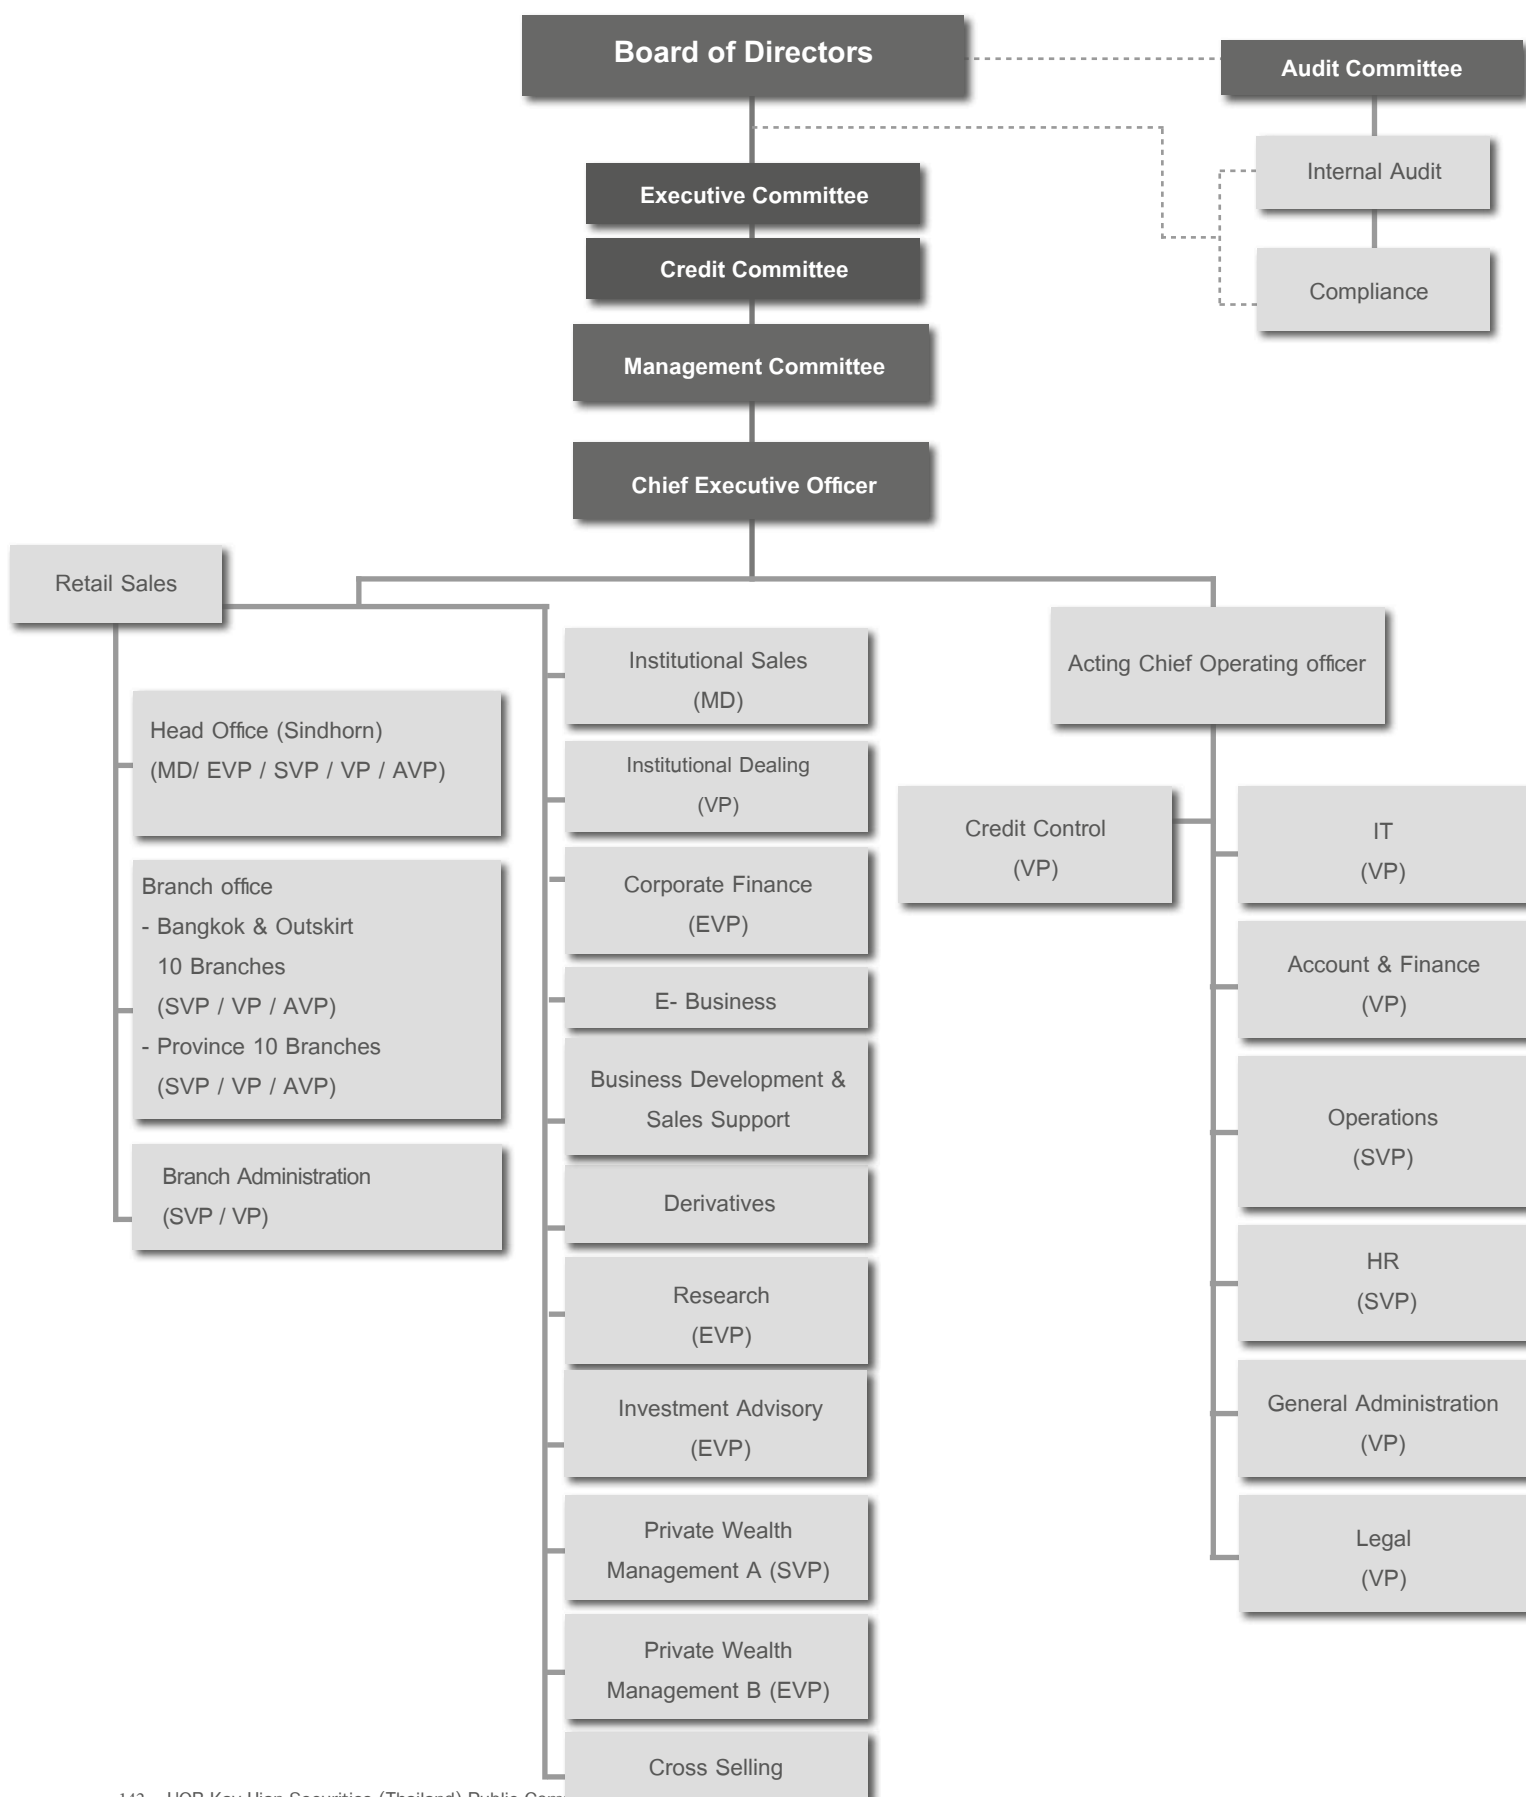 Board of Directors
Audit Committee
Internal Audit
Compliance
Executive Committee
Credit Committee
Management Committee
Chief Executive Officer
Retail Sales
Head Office (Sindhorn)
(MD/ EVP / SVP / VP / AVP)
Branch office
- Bangkok & Outskirt
10 Branches
(SVP / VP / AVP)
- Province 10 Branches
(SVP / VP / AVP)
Branch Administration
(SVP / VP)
Institutional Sales
(MD)
Institutional Dealing
(VP)
Corporate Finance
(EVP)
E- Business
Business Development &
Sales Support
Derivatives
Research
(EVP)
Investment Advisory
(EVP)
Private Wealth
Management A (SVP)
Private Wealth
Management B (EVP)
Cross Selling
Acting Chief Operating officer
Credit Control
(VP)
IT
(VP)
Account & Finance
(VP)
Operations
(SVP)
HR
(SVP)
General Administration
(VP)
Legal
(VP)